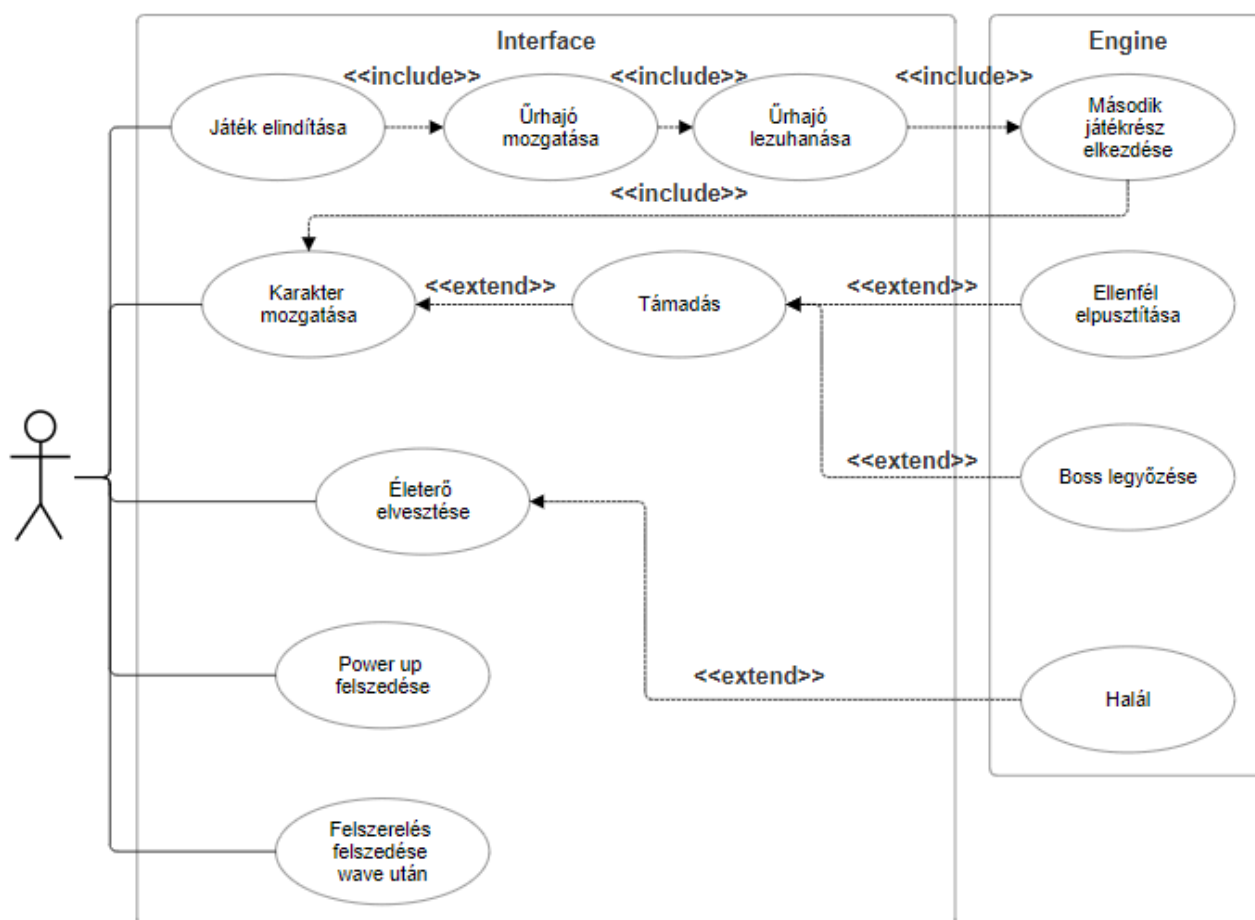 Interface
Engine
<<include>>
<<include>>
<<include>>
Játék elindítása
Űrhajó
mozgatása
Űrhajó
lezuhanása
Második
játékrész
elkezdése
<<include>>
Karakter
mozgatása
<<extend>>
Támadás
<<extend>>
Ellenfél
elpusztítása
Életerő
elvesztése
<<extend>>
Boss legyőzése
Power up
felszedése
<<extend>>
Halál
Felszerelés
felszedése
wave után